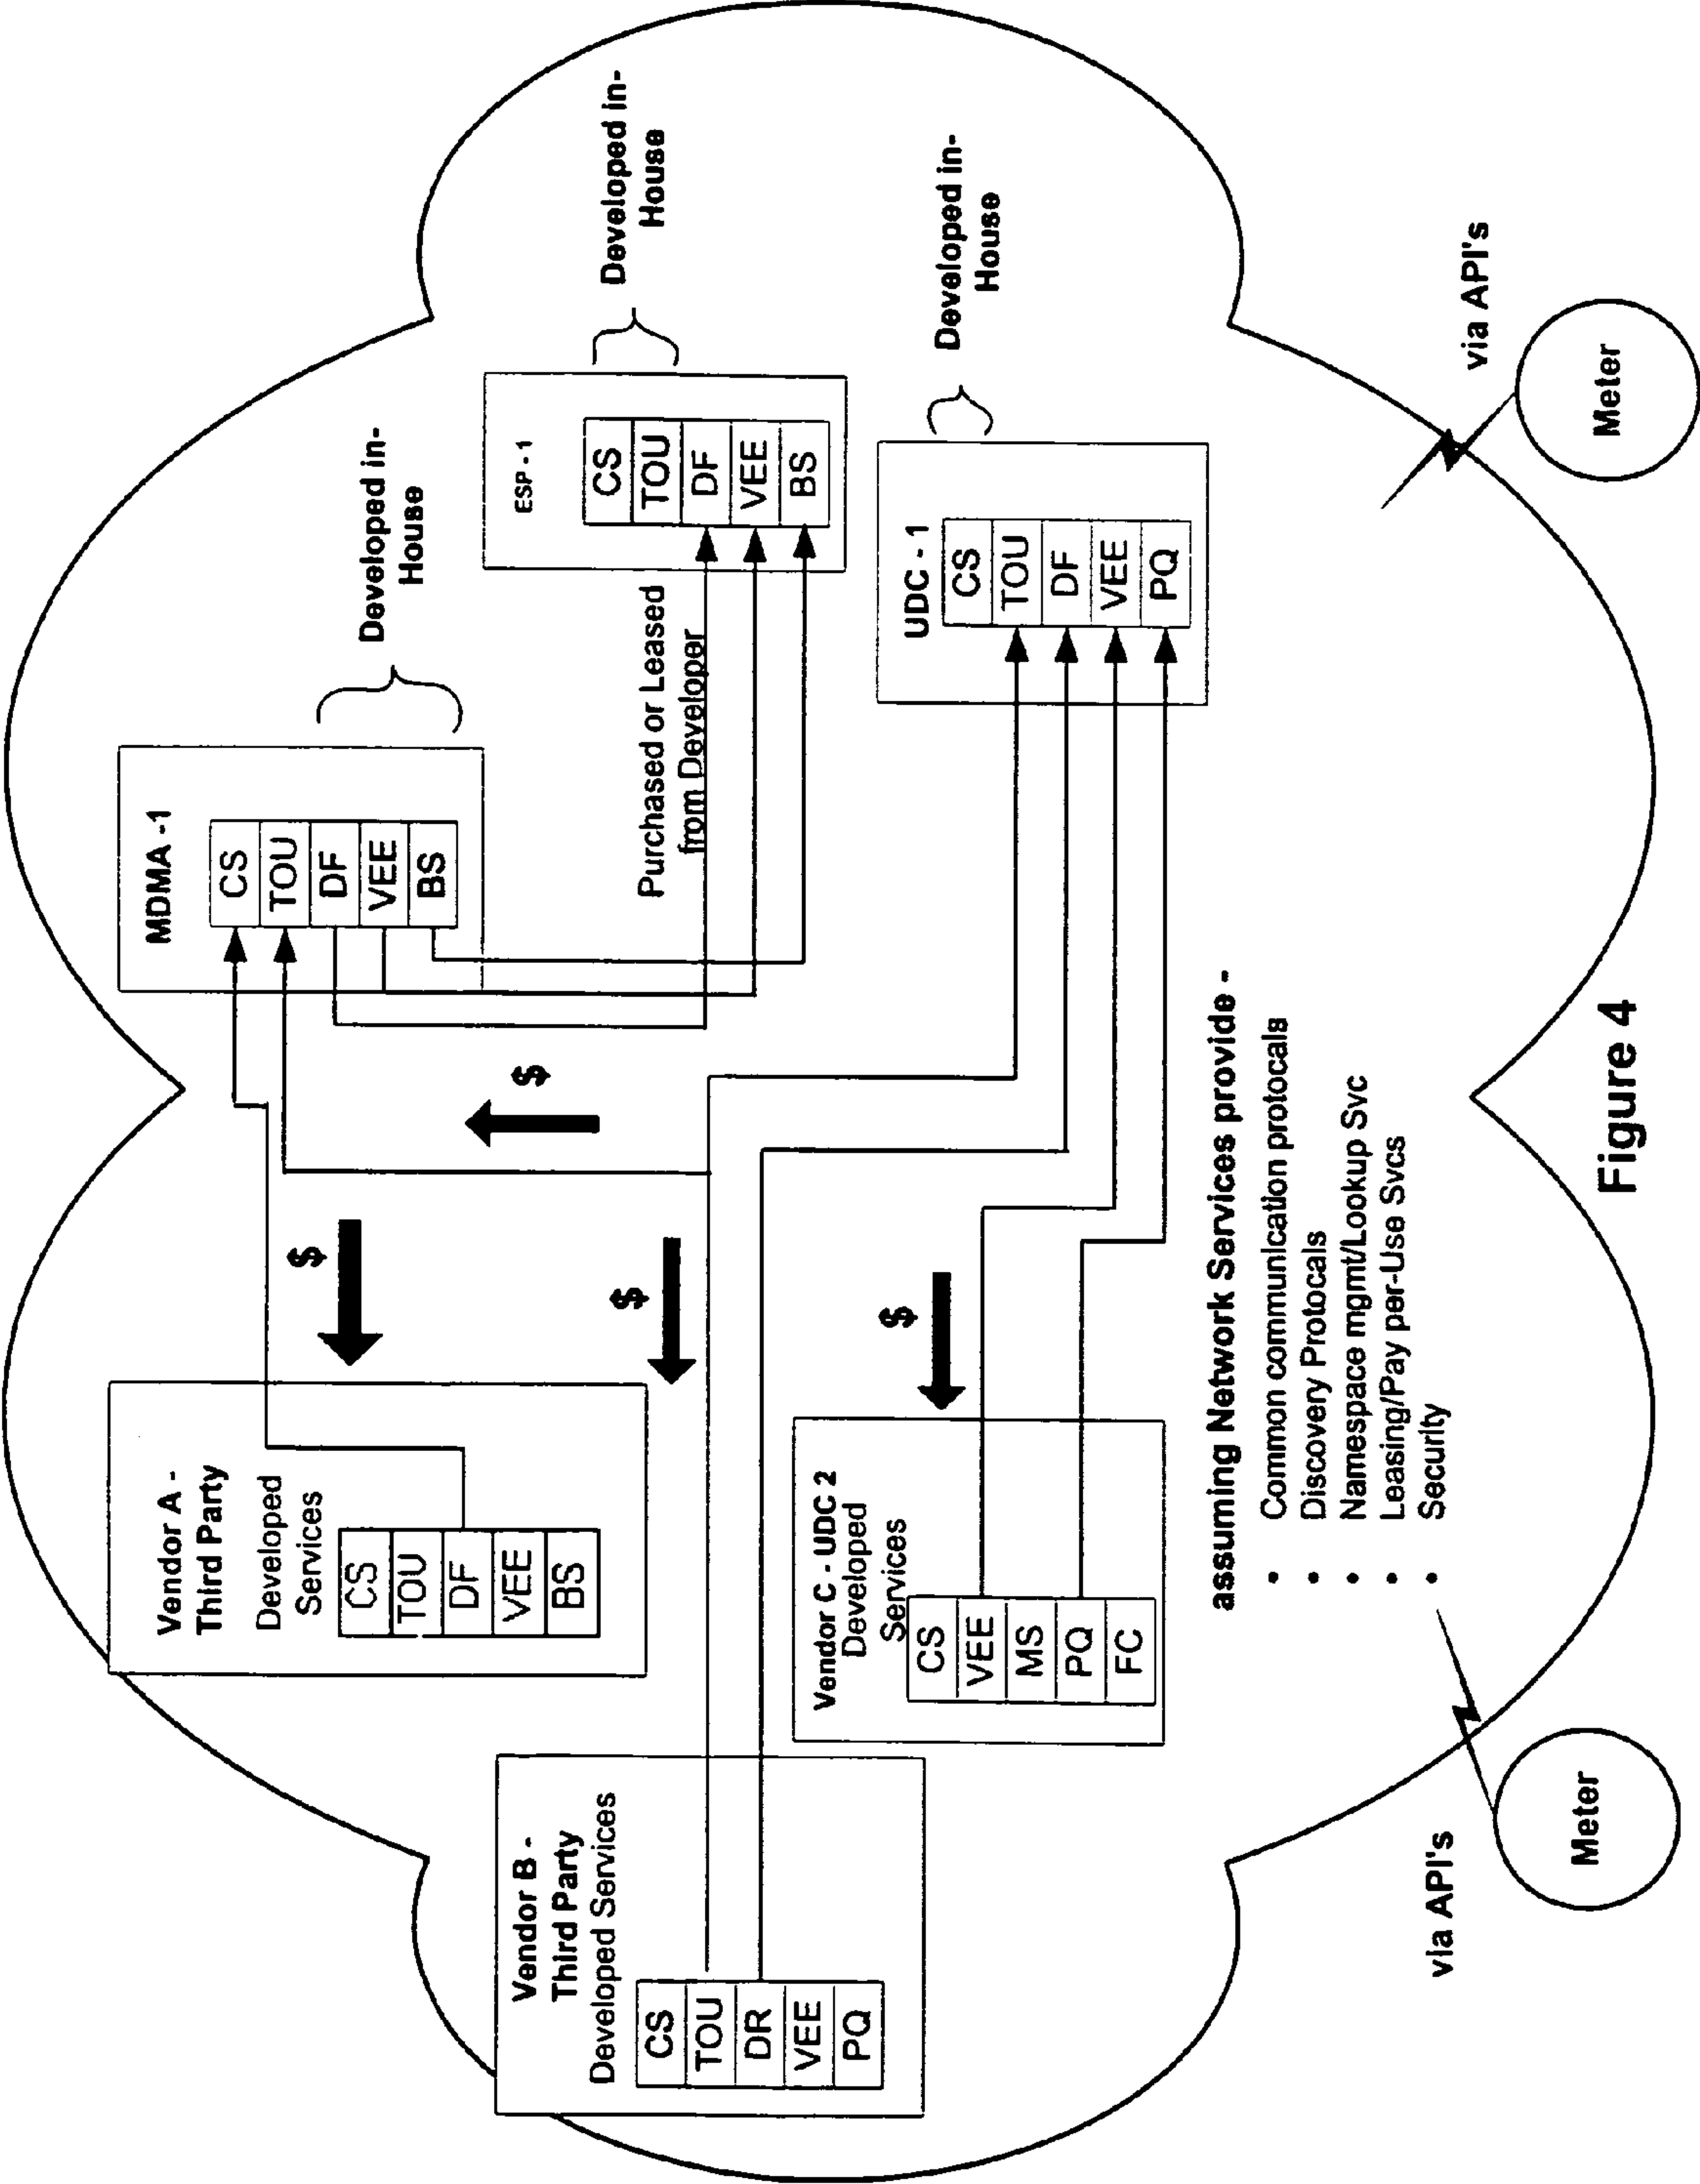 Vendor A -
Third Party
Developed
Services
CS
TOU
DF
VEE
BS
$
MDMA -1
CS
TOU
DF
VEE
BS
Developed in-
House
Vendor B -
Third Party
Developed Services
CS
TOU
DR
VEE
PQ
$
$
Purchased or Leased
from Developer
ESP - 1
CS
TOU
DF
VEE
BS
Developed in-
House
Vendor C - UDC 2
Developed
Services
CS
VEE
MS
PQ
FC
$
UDC - 1
CS
TOU
DF
VEE
PQ
Developed in-
House
assuming Network Services provide -
• Common communication protocals
• Discovery Protocals
• Namespace mgmt/Lookup Svc
• Leasing/Pay per-Use Svcs
• Security
via API's
Meter
via API's
Meter
Figure 4